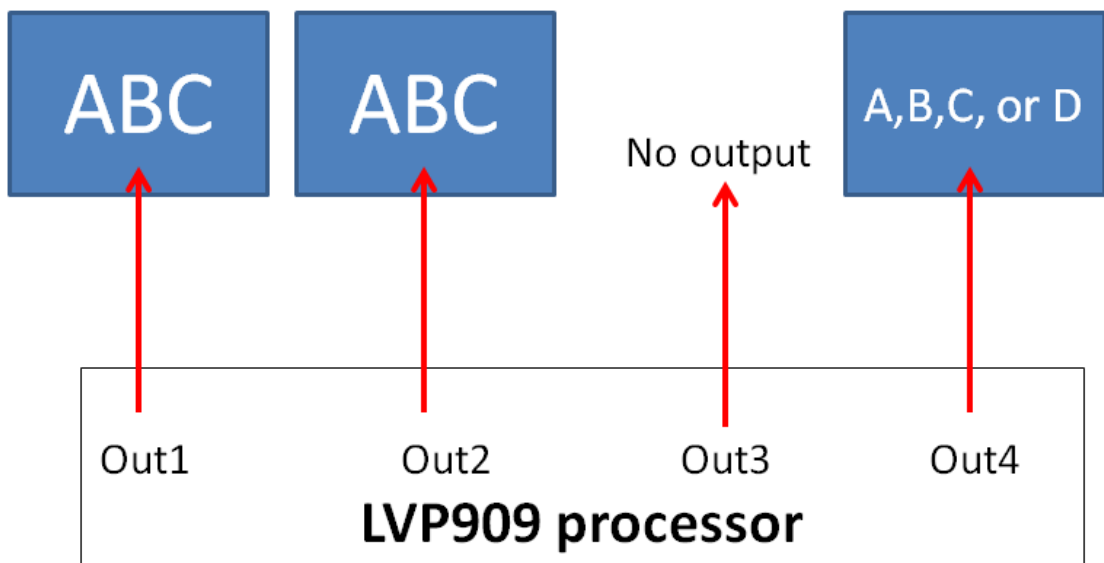 ABC
ABC
No output
A,B,C, or D
Out1
Out2
Out3
Out4
LVP909 processor